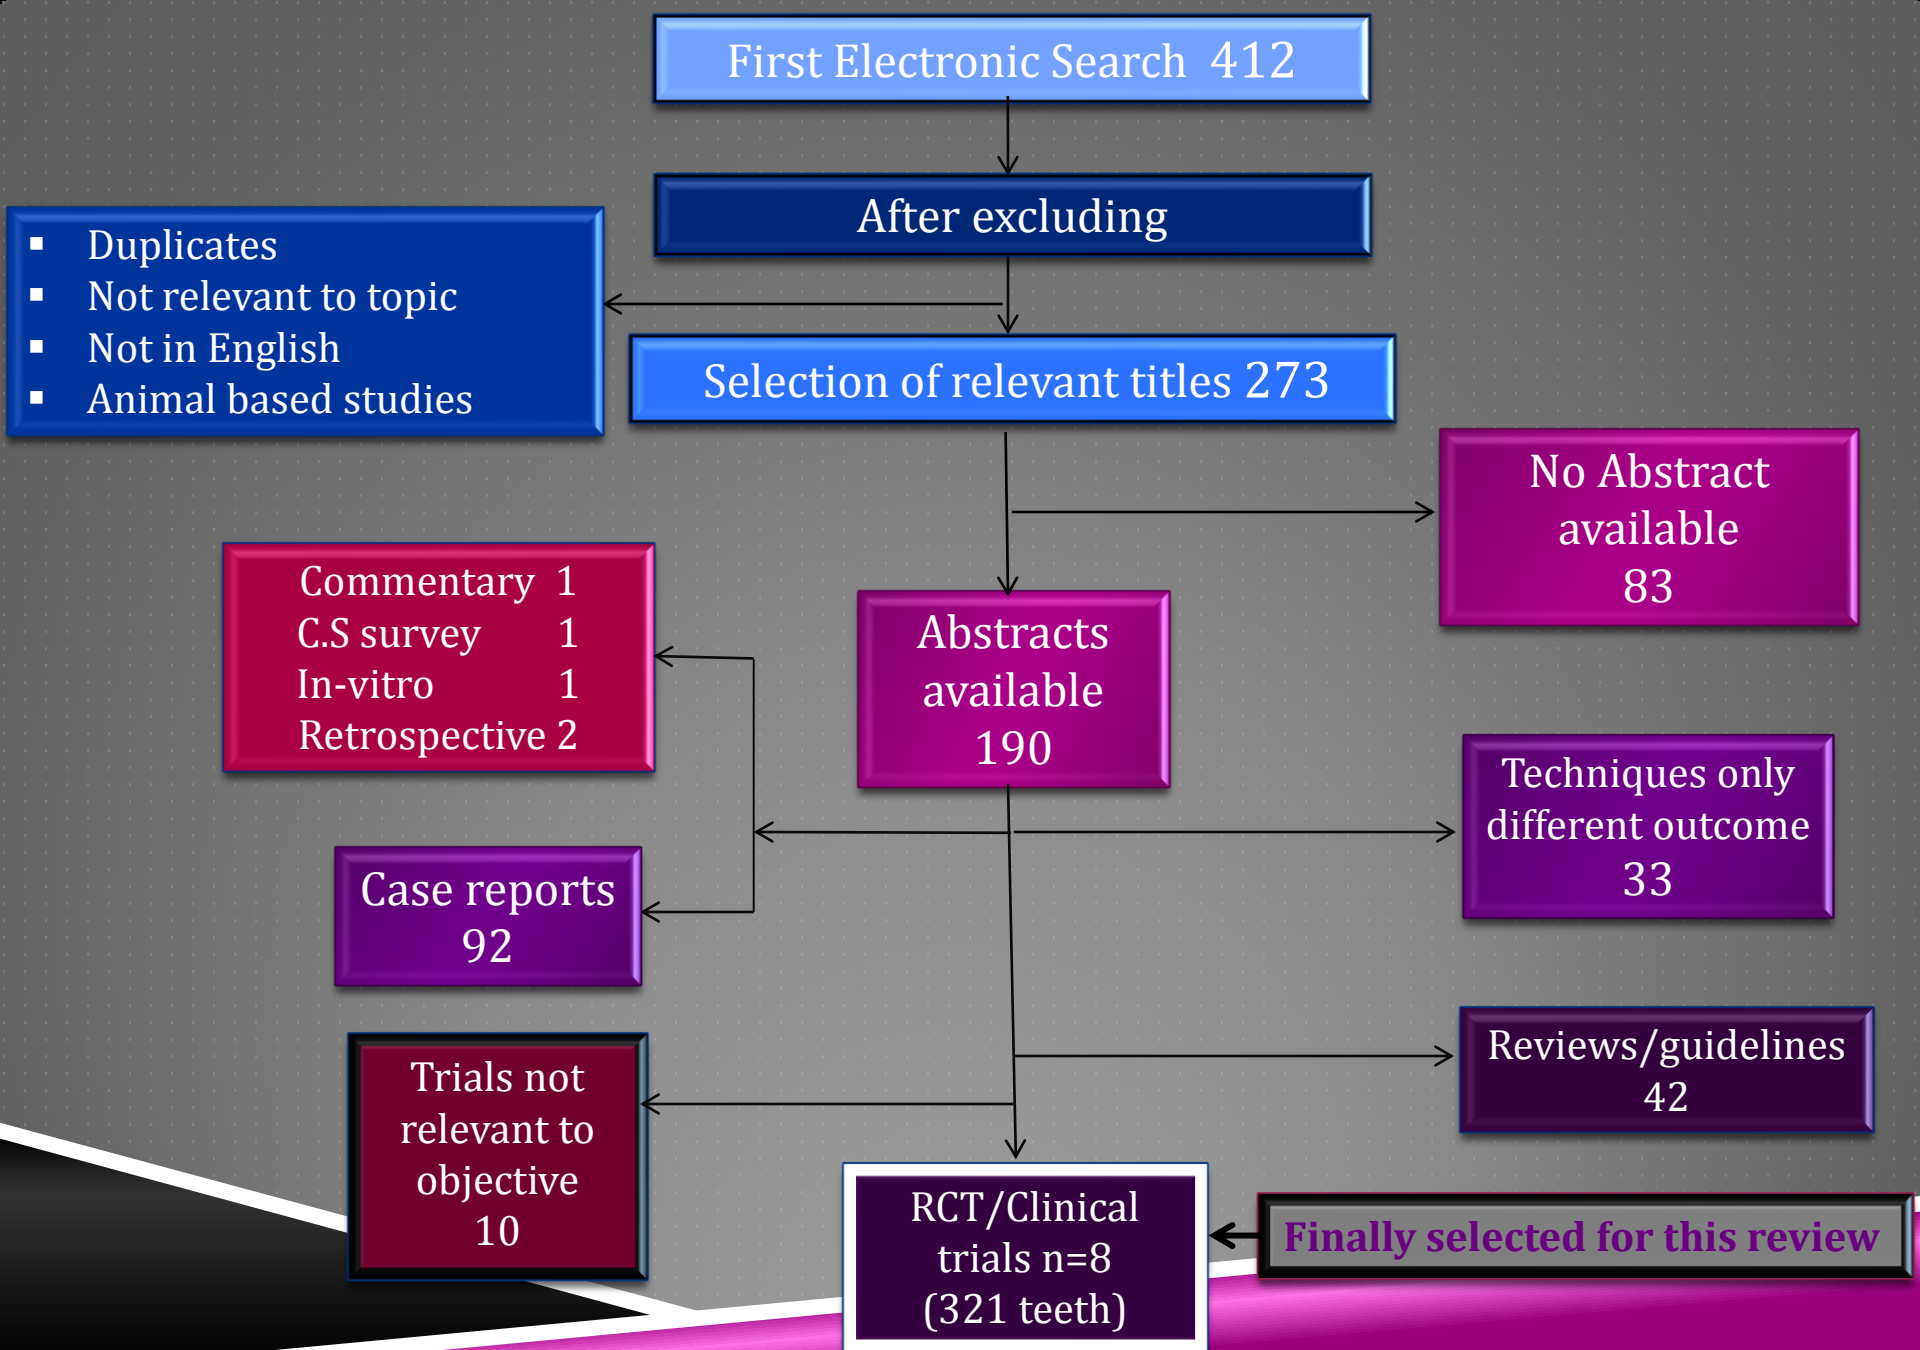 First Electronic Search 412
After excluding
▪ Duplicates
▪ Not relevant to topic
▪ Not in English
▪ Animal based studies
Selection of relevant titles 273
No Abstract
available
83
Commentary 1
C.S survey 1
In-vitro 1
Retrospective 2
Abstracts
available
190
Techniques only
different outcome
33
Case reports
92
Reviews/guidelines
42
Trials not
relevant to
objective
10
RCT/Clinical
trials n=8
(321 teeth)
Finally selected for this review